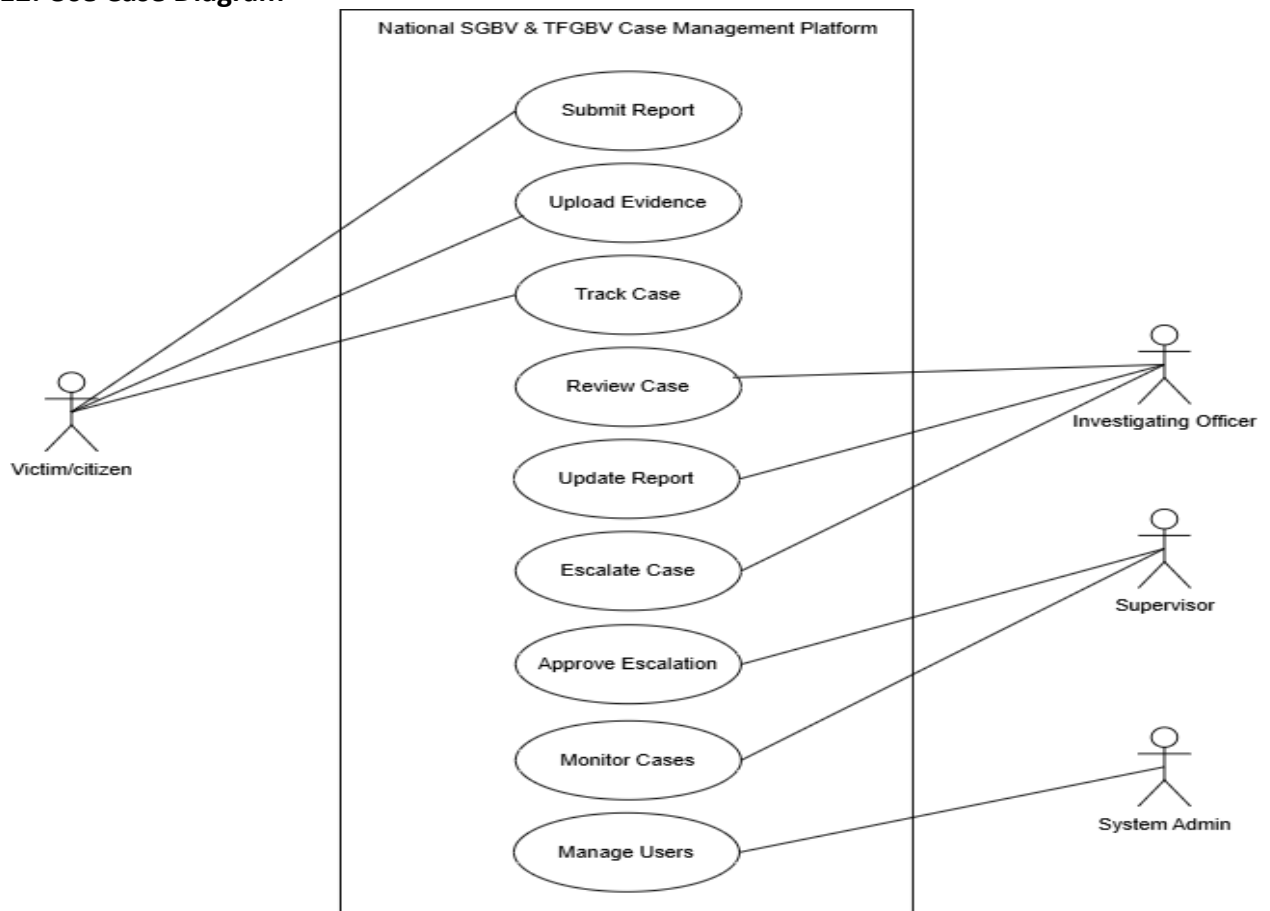 National SGBV & TFGBV Case Management Platform
Submit Report
Upload Evidence
Track Case
Review Case
Investigating Officer
Victim/citizen
Update Report
Escalate Case
Supervisor
Approve Escalation
Monitor Cases
System Admin
Manage Users